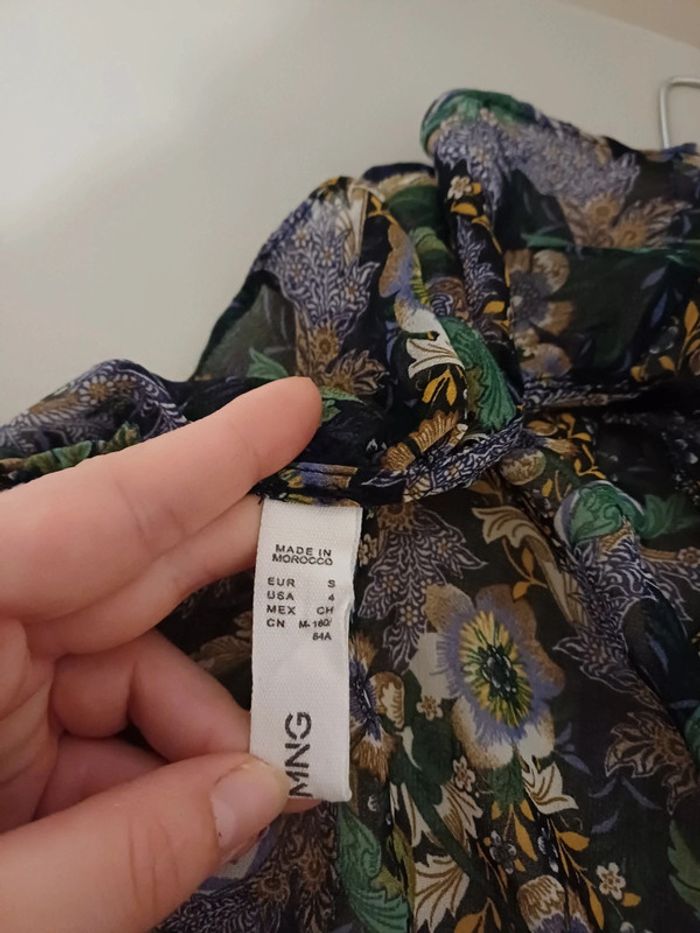 MADE IN
MOROCCO
EUR S
USA 4
MEX CH
CN M-160/
84A
MNG